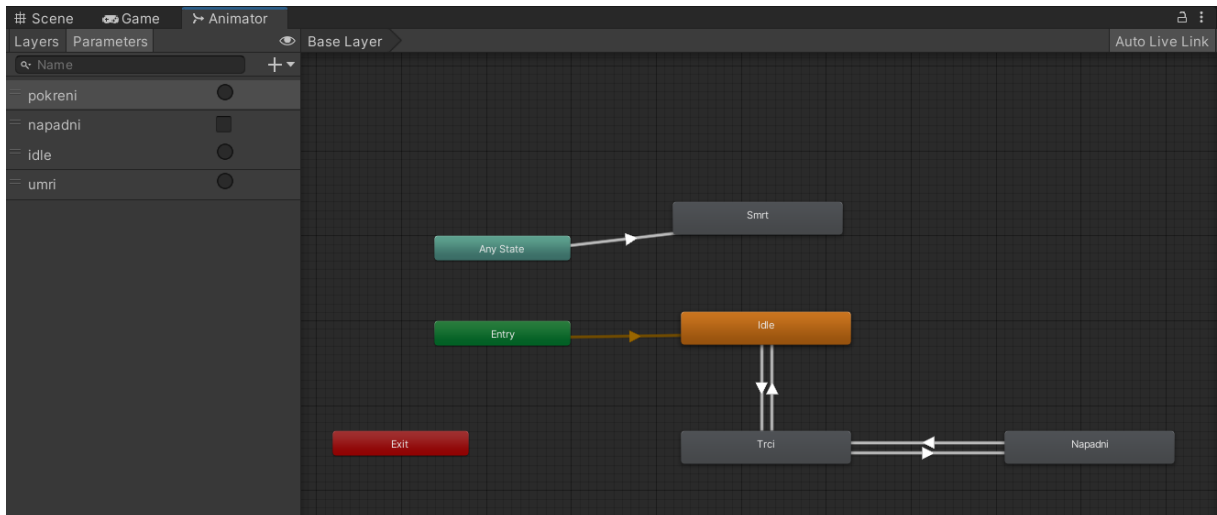 Scene Game Animator
Layers Parameters Base Layer Auto Live Link
Name
pokreni
napadni
idle
umri
Smrt
Any State
Idle
Entry
Exit Trci Napadni